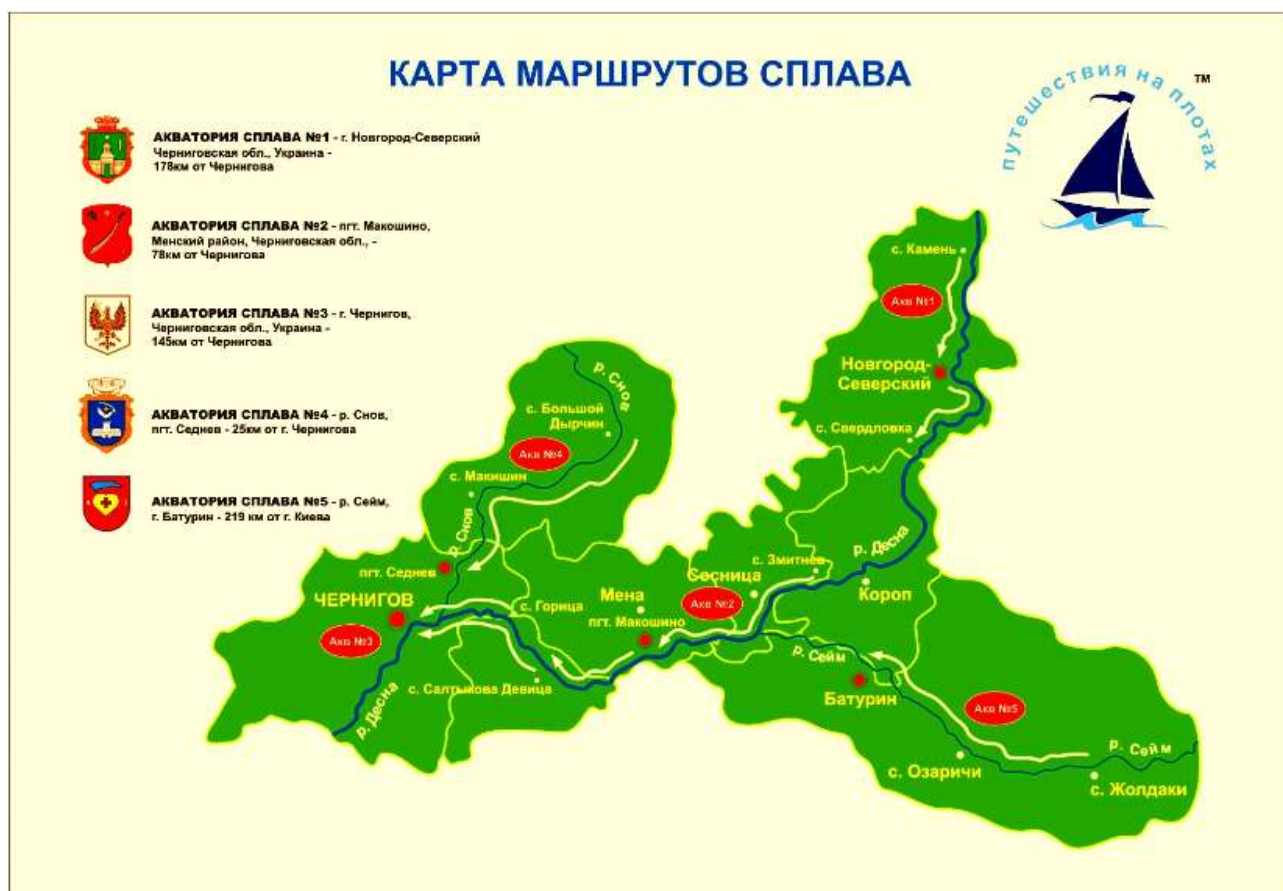 КАРТА МАРШРУТОВ СПЛАВА
путешествия на плотах
ТМ
АКВАТОРИЯ СПЛАВА №1 - г. Новгород-Северский
Черниговская обл., Украина -
178км от Чернигова
АКВАТОРИЯ СПЛАВА №2 - пгт. Макошино,
Менский район, Черниговская обл., -
78км от Чернигова
АКВАТОРИЯ СПЛАВА №3 - г. Чернигов,
Черниговская обл., Украина -
145км от Чернигова
АКВАТОРИЯ СПЛАВА №4 - р. Снов,
пгт. Седнев - 25км от г. Чернигова
АКВАТОРИЯ СПЛАВА №5 - р. Сейм,
г. Батурин - 219 км от г. Киева
с. Камень
Акв №1
Новгород-
Северский
р. Снов
с. Большой
Дырчин
с. Свердловка
Акв №4
с. Макишин
р. Снов
р. Десна
с. Змитнев
пгт. Седнев
Сосница
Короп
ЧЕРНИГОВ
с. Горица
Мена
Акв №2
пгт. Макошино
Акв №3
р. Сейм
с. Салтыкова Девица
Батурин
Акв №5
р. Десна
р. Сейм
с. Озаричи
с. Жолдаки